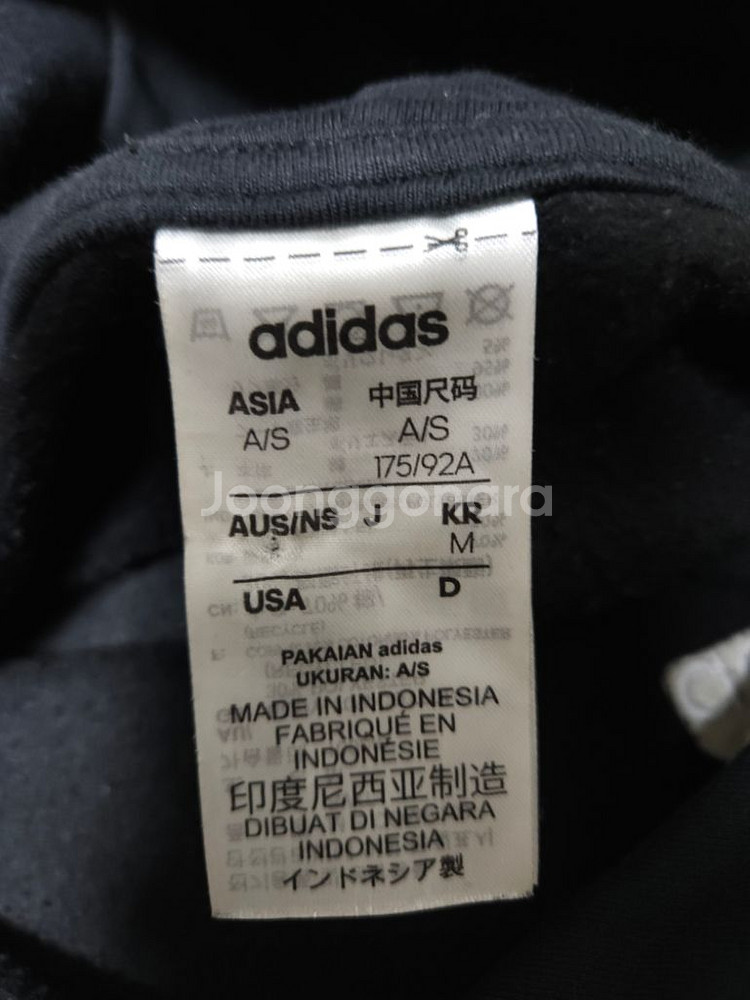 adidas
ASIA 中国尺码
A/S A/S
175/92A
Joonggonara
AUS/NS J KR
M
USA D
PAKAIAN adidas
UKURAN: A/S
MADE IN INDONESIA
FABRIQUÉ EN
INDONÉSIE
印度尼西亚制造
DIBUAT DI NEGARA
INDONESIA
インドネシア製